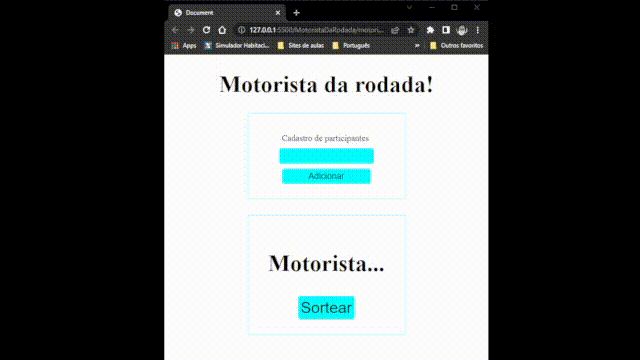 Document
127.0.0.1:5500/MotoristaDaRodada/motori...
Apps Simulador Habitaci... Sites de aulas Português » Outros favoritos
Motorista da rodada!
Cadastro de participantes
Adicionar
Motorista...
Sortear